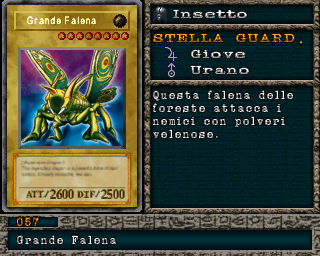 Grande Falena
ATT/2600 DIF/2500
Insetto
STELLA GUARD.
Giove
Urano
Questa falena delle
foreste attacca i
nemici con polveri
velenose.
057
Grande Falena